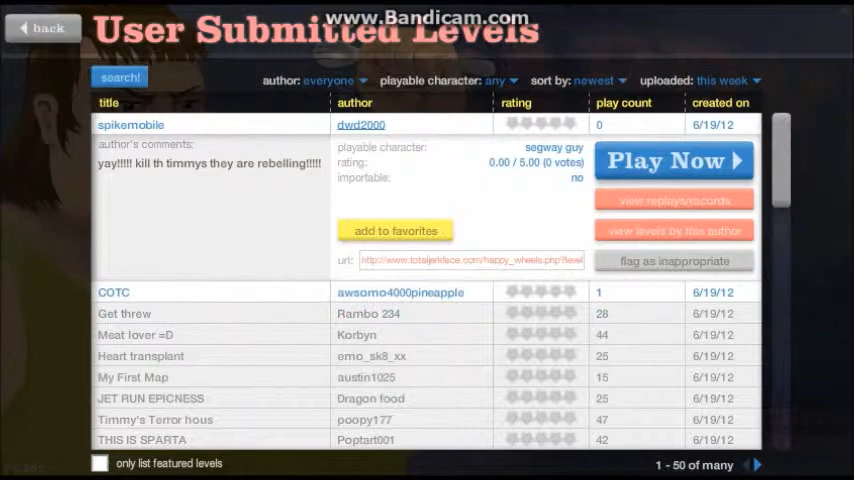 www.Bandicam.com
back
User Submitted Levels
search!
author: everyone playable character: any sort by: newest uploaded: this week
title author rating play count created on
spikemobile dwd2000 0 6/19/12
author's comments:
yay!!!!! kill th timmys they are rebelling!!!!!
playable character: segway guy
rating: 0.00 / 5.00 (0 votes)
importable: no
Play Now
view replays/records
add to favorites
view levels by this author
url: http://www.totaljerkface.com/happy_wheels.php?level
flag as inappropriate
COTC awsomo4000pineapple 1 6/19/12
Get threw Rambo 234 28 6/19/12
Meat lover =D Korbyn 44 6/19/12
Heart transplant emo_sk8_xx 25 6/19/12
My First Map austin1025 15 6/19/12
JET RUN EPICNESS Dragon food 25 6/19/12
Timmy's Terror hous poopy177 47 6/19/12
THIS IS SPARTA Poptart001 42 6/19/12
only list featured levels
1 - 50 of many